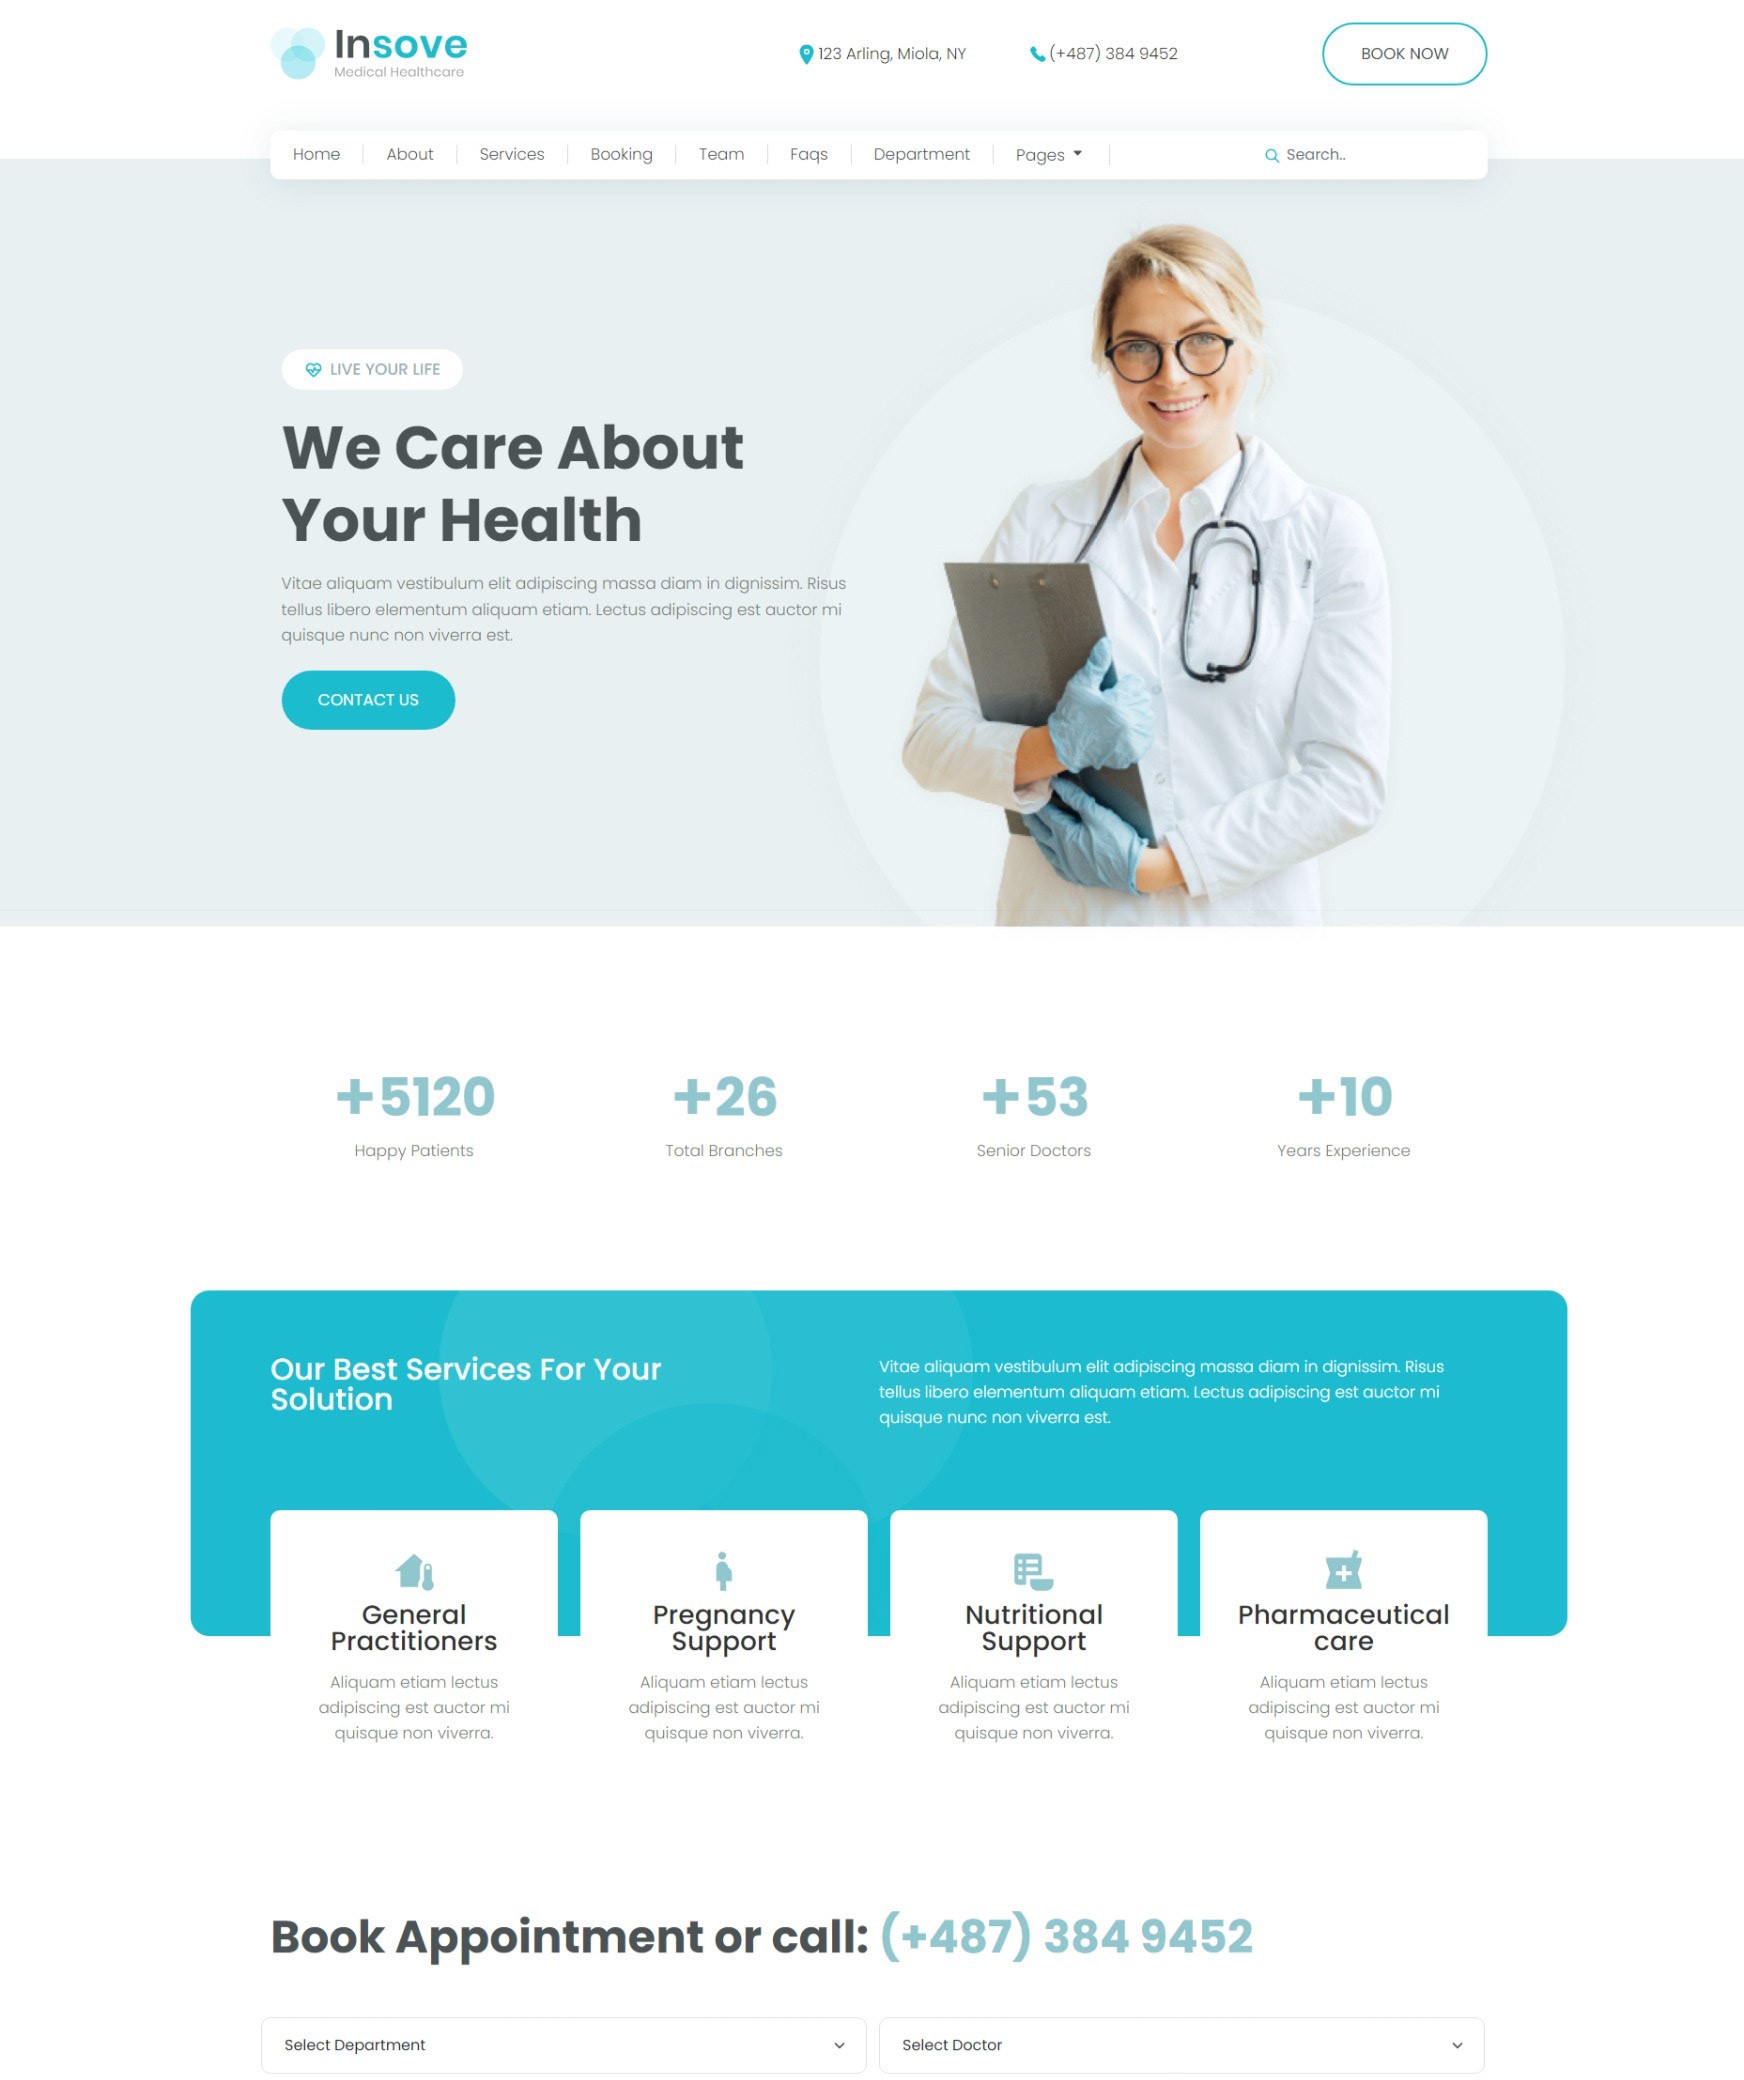 Insove
Medical Healthcare
123 Arling, Miola, NY
(+487) 384 9452
BOOK NOW
Home
About
Services
Booking
Team
Faqs
Department
Pages
Search..
LIVE YOUR LIFE
We Care About
Your Health
Vitae aliquam vestibulum elit adipiscing massa diam in dignissim. Risus
tellus libero elementum aliquam etiam. Lectus adipiscing est auctor mi
quisque nunc non viverra est.
CONTACT US
+5120
Happy Patients
+26
Total Branches
+53
Senior Doctors
+10
Years Experience
Our Best Services For Your
Solution
Vitae aliquam vestibulum elit adipiscing massa diam in dignissim. Risus
tellus libero elementum aliquam etiam. Lectus adipiscing est auctor mi
quisque nunc non viverra est.
General
Practitioners
Aliquam etiam lectus
adipiscing est auctor mi
quisque non viverra.
Pregnancy
Support
Aliquam etiam lectus
adipiscing est auctor mi
quisque non viverra.
Nutritional
Support
Aliquam etiam lectus
adipiscing est auctor mi
quisque non viverra.
Pharmaceutical
care
Aliquam etiam lectus
adipiscing est auctor mi
quisque non viverra.
Book Appointment or call: (+487) 384 9452
Select Department
Select Doctor